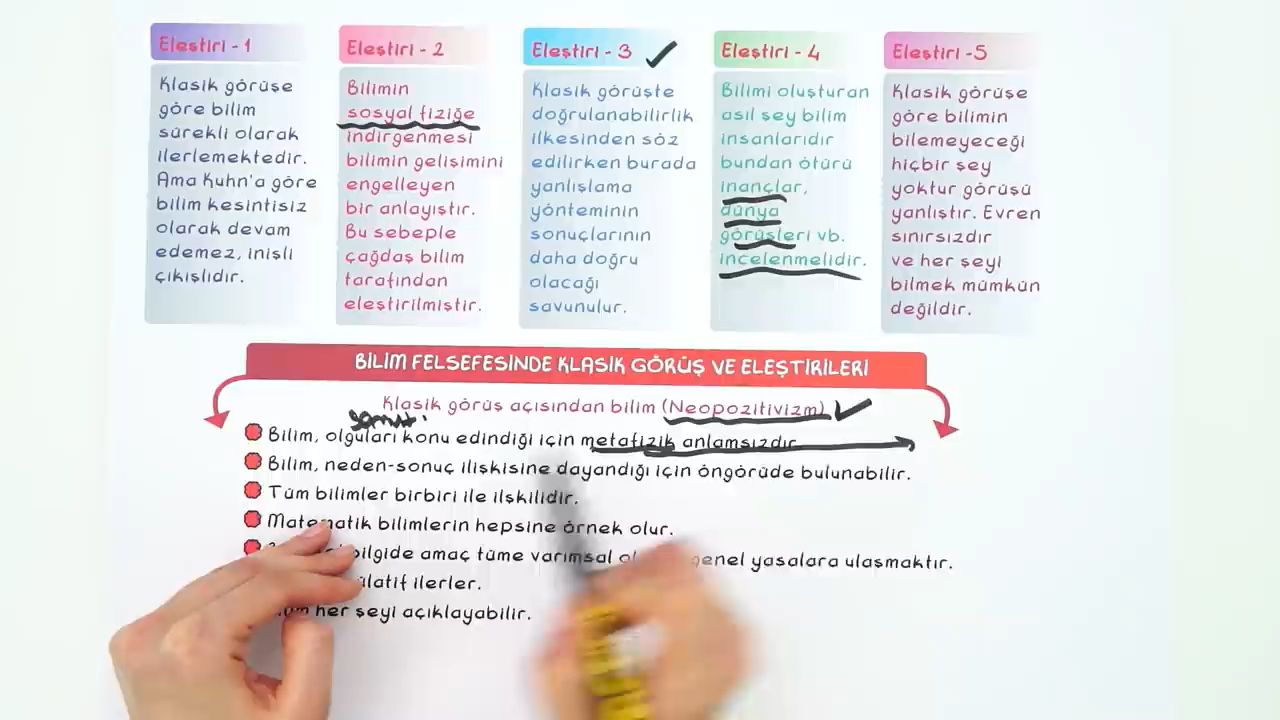 Eleştiri - 1
Klasik görüşe
göre bilim
sürekli olarak
ilerlemektedir.
Ama Kuhn'a göre
bilim kesintisiz
olarak devam
edemez, inişli
çıkışlıdır.
Eleştiri - 2
Bilimin
sosyal fiziğe
indirgenmesi
bilimin gelişimini
engelleyen
bir anlayıştır.
Bu sebeple
çağdaş bilim
tarafından
eleştirilmiştir.
Eleştiri - 3
Klasik görüşte
doğrulanabilirlik
ilkesinden söz
edilirken burada
yanlışlama
yönteminin
sonuçlarının
daha doğru
olacağı
savunulur.
Eleştiri - 4
Bilimi oluşturan
asıl şey bilim
insanlarıdır
bundan ötürü
inançlar,
dünya
görüşleri vb.
incelenmelidir.
Eleştiri -5
Klasik görüşe
göre bilimin
bilemeyeceği
hiçbir şey
yoktur görüşü
yanlıştır. Evren
sınırsızdır
ve her şeyi
bilmek mümkün
değildir.
BİLİM FELSEFESİNDE KLASİK GÖRÜŞ VE ELEŞTİRİLERİ
Klasik görüş açısından bilim (Neopozitivizm)
Bilim, olguları konu edindiği için metafizik anlamsızdır
Bilim, neden-sonuç ilişkisine dayandığı için öngörüde bulunabilir.
Tüm bilimler birbiri ile ilşkilidir.
Matematik bilimlerin hepsine örnek olur.
bilgide amaç tüme varımsal genel yasalara ulaşmaktır.
ilerler.
her şeyi açıklayabilir.